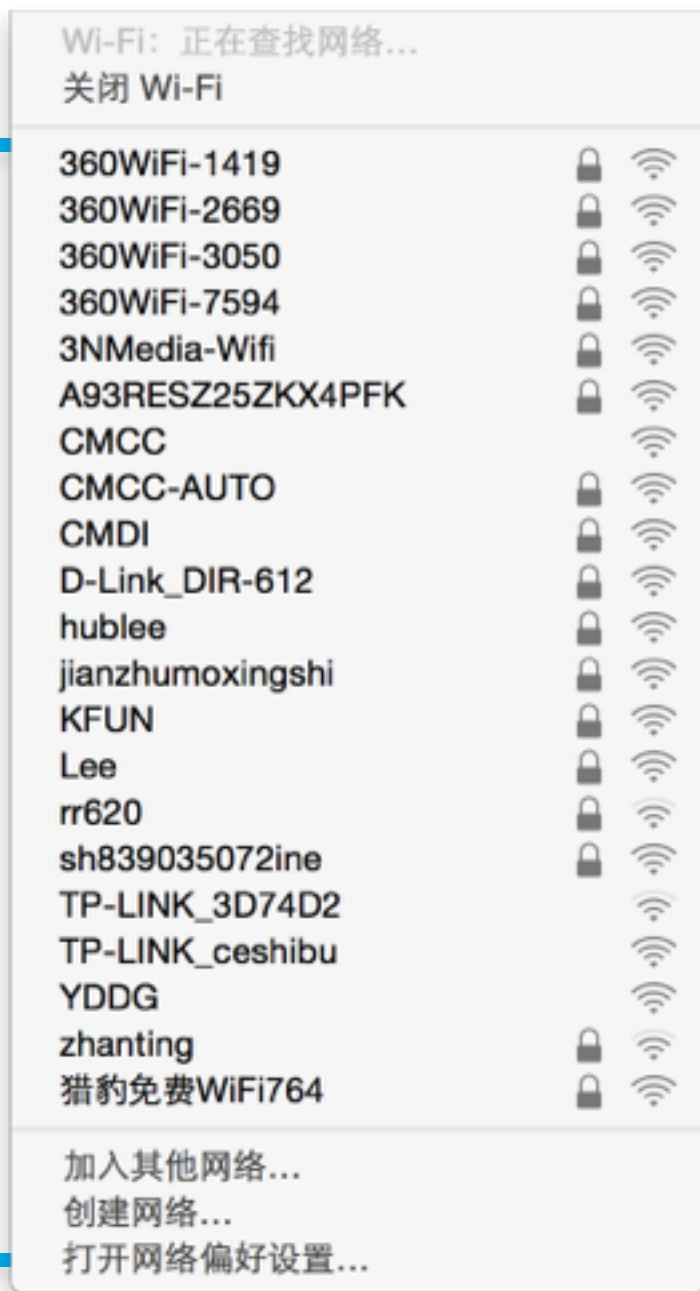 Wi-Fi：正在查找网络...
关闭 Wi-Fi
360WiFi-1419
360WiFi-2669
360WiFi-3050
360WiFi-7594
3NMedia-Wifi
A93RESZ25ZKX4PFK
CMCC
CMCC-AUTO
CMDI
D-Link_DIR-612
hublee
jianzhumoxingshi
KFUN
Lee
rr620
sh839035072ine
TP-LINK_3D74D2
TP-LINK_ceshibu
YDDG
zhanting
猎豹免费WiFi764
加入其他网络...
创建网络...
打开网络偏好设置...